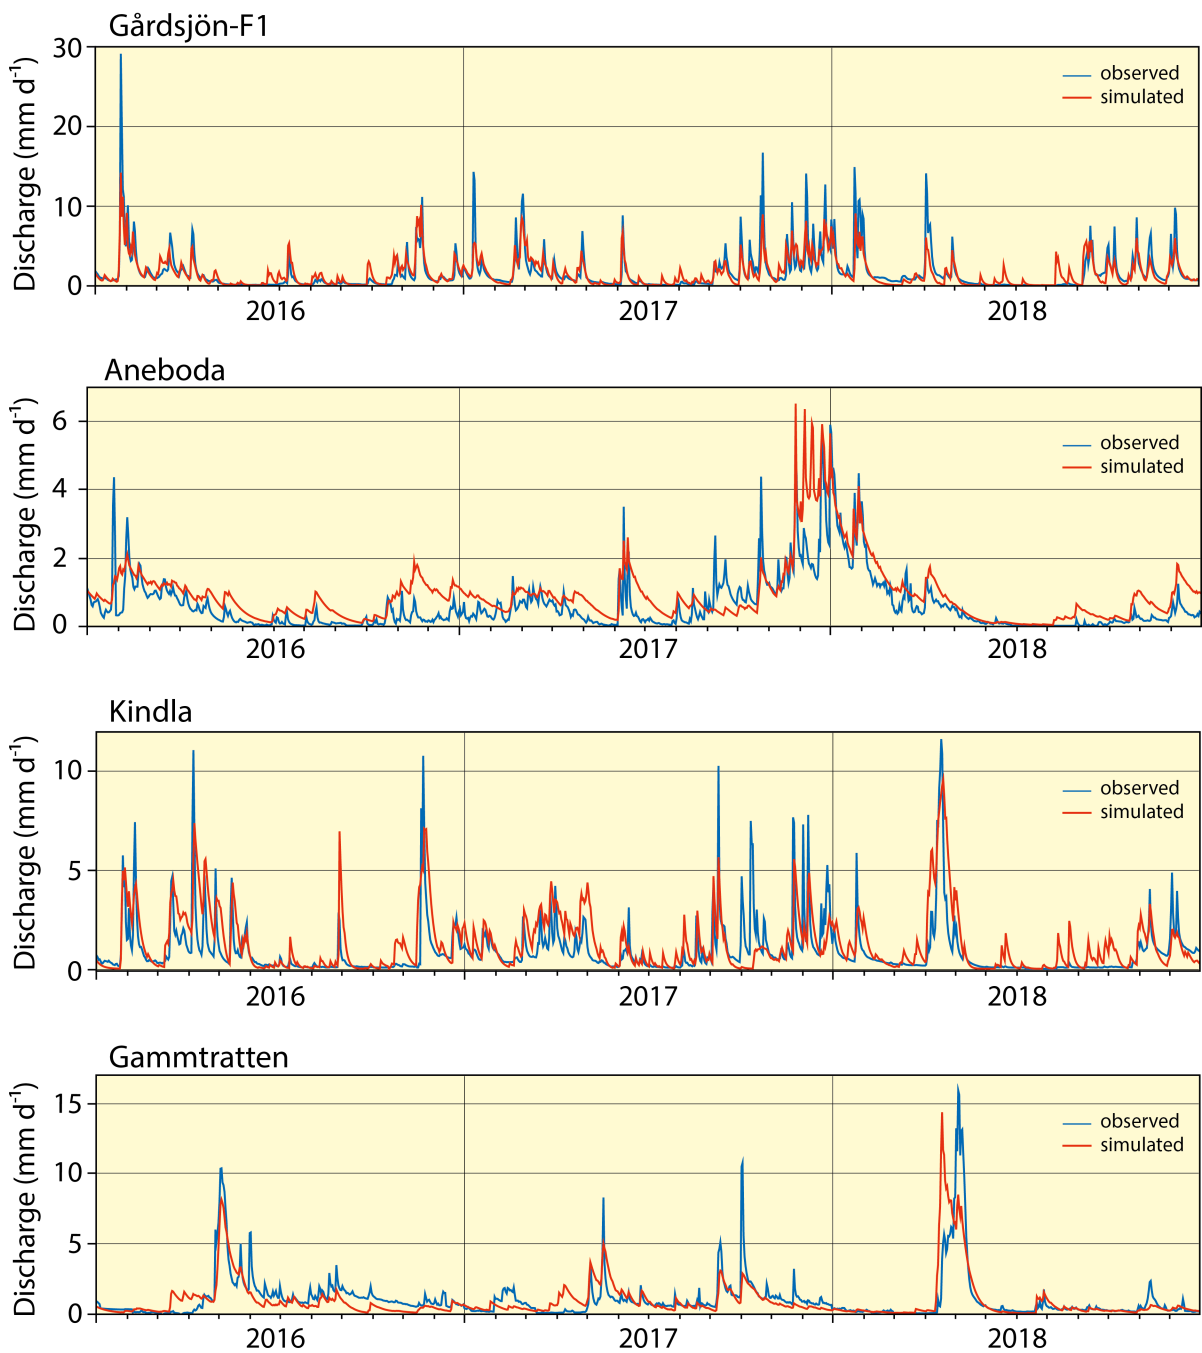 Gårdsjön-F1
Discharge (mm d⁻¹)
30
20
10
0
observed
simulated
2016
2017
2018
Aneboda
Discharge (mm d⁻¹)
6
4
2
0
observed
simulated
2016
2017
2018
Kindla
Discharge (mm d⁻¹)
10
5
0
observed
simulated
2016
2017
2018
Gammtratten
Discharge (mm d⁻¹)
15
10
5
0
observed
simulated
2016
2017
2018